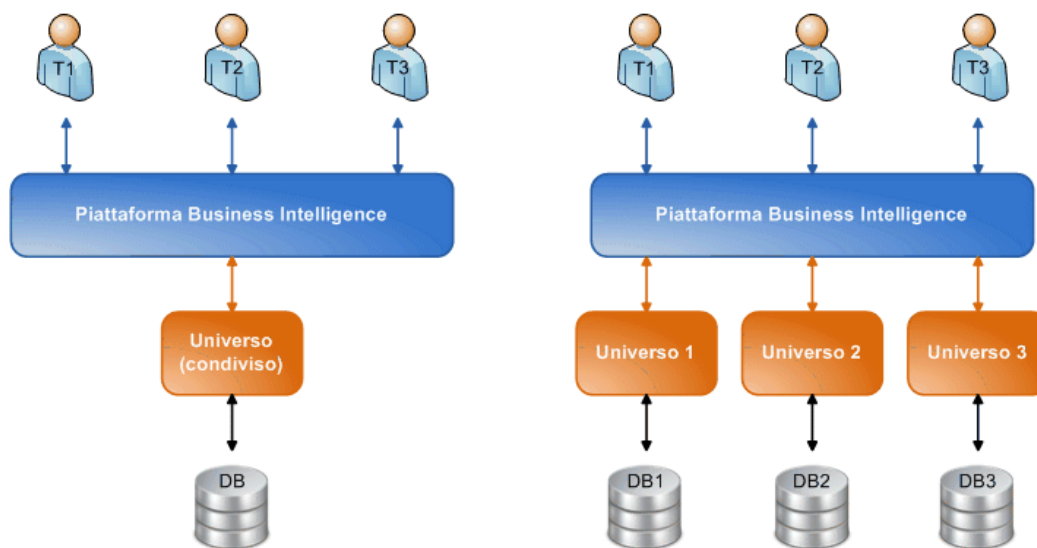 T1
T2
T3
Piattaforma Business Intelligence
Universo
(condiviso)
DB
T1
T2
T3
Piattaforma Business Intelligence
Universo 1
Universo 2
Universo 3
DB1
DB2
DB3